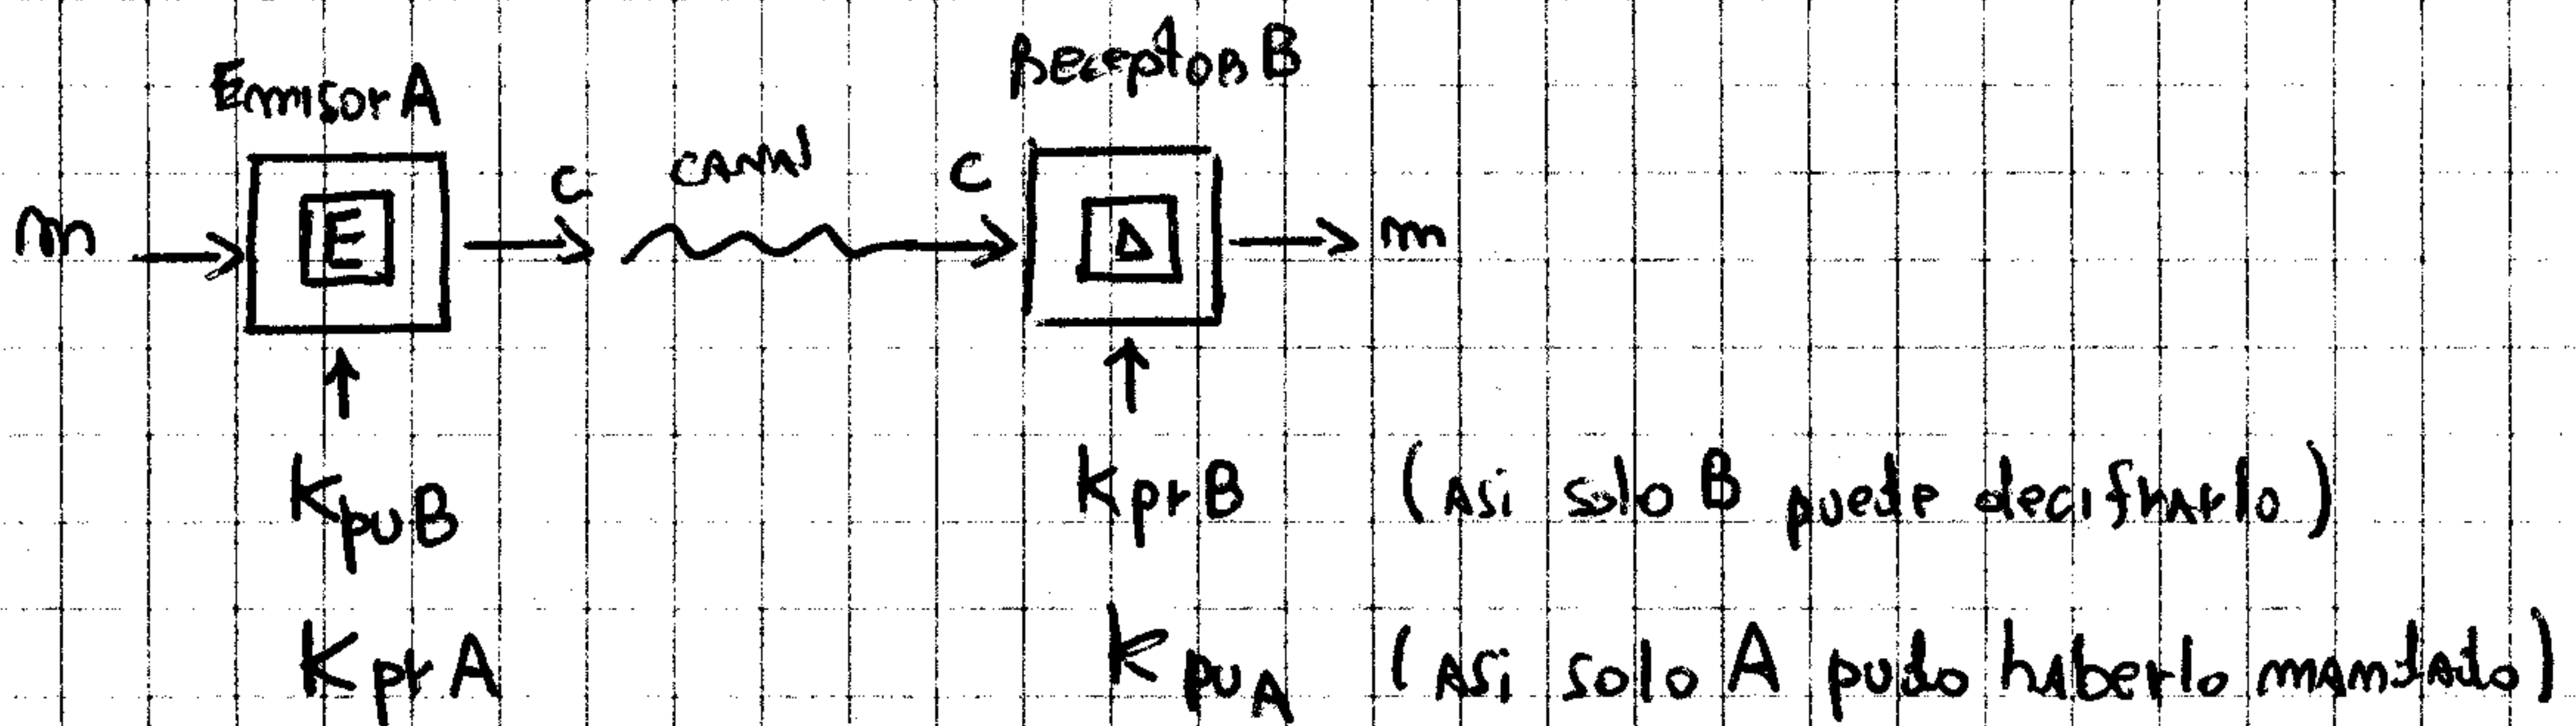 Emisor A
Receptor B
m E C CANAL C D m
KpuB KprB (Asi solo B puede decifrarlo)
KprA KpuA (Asi solo A pudo haberlo mandado)